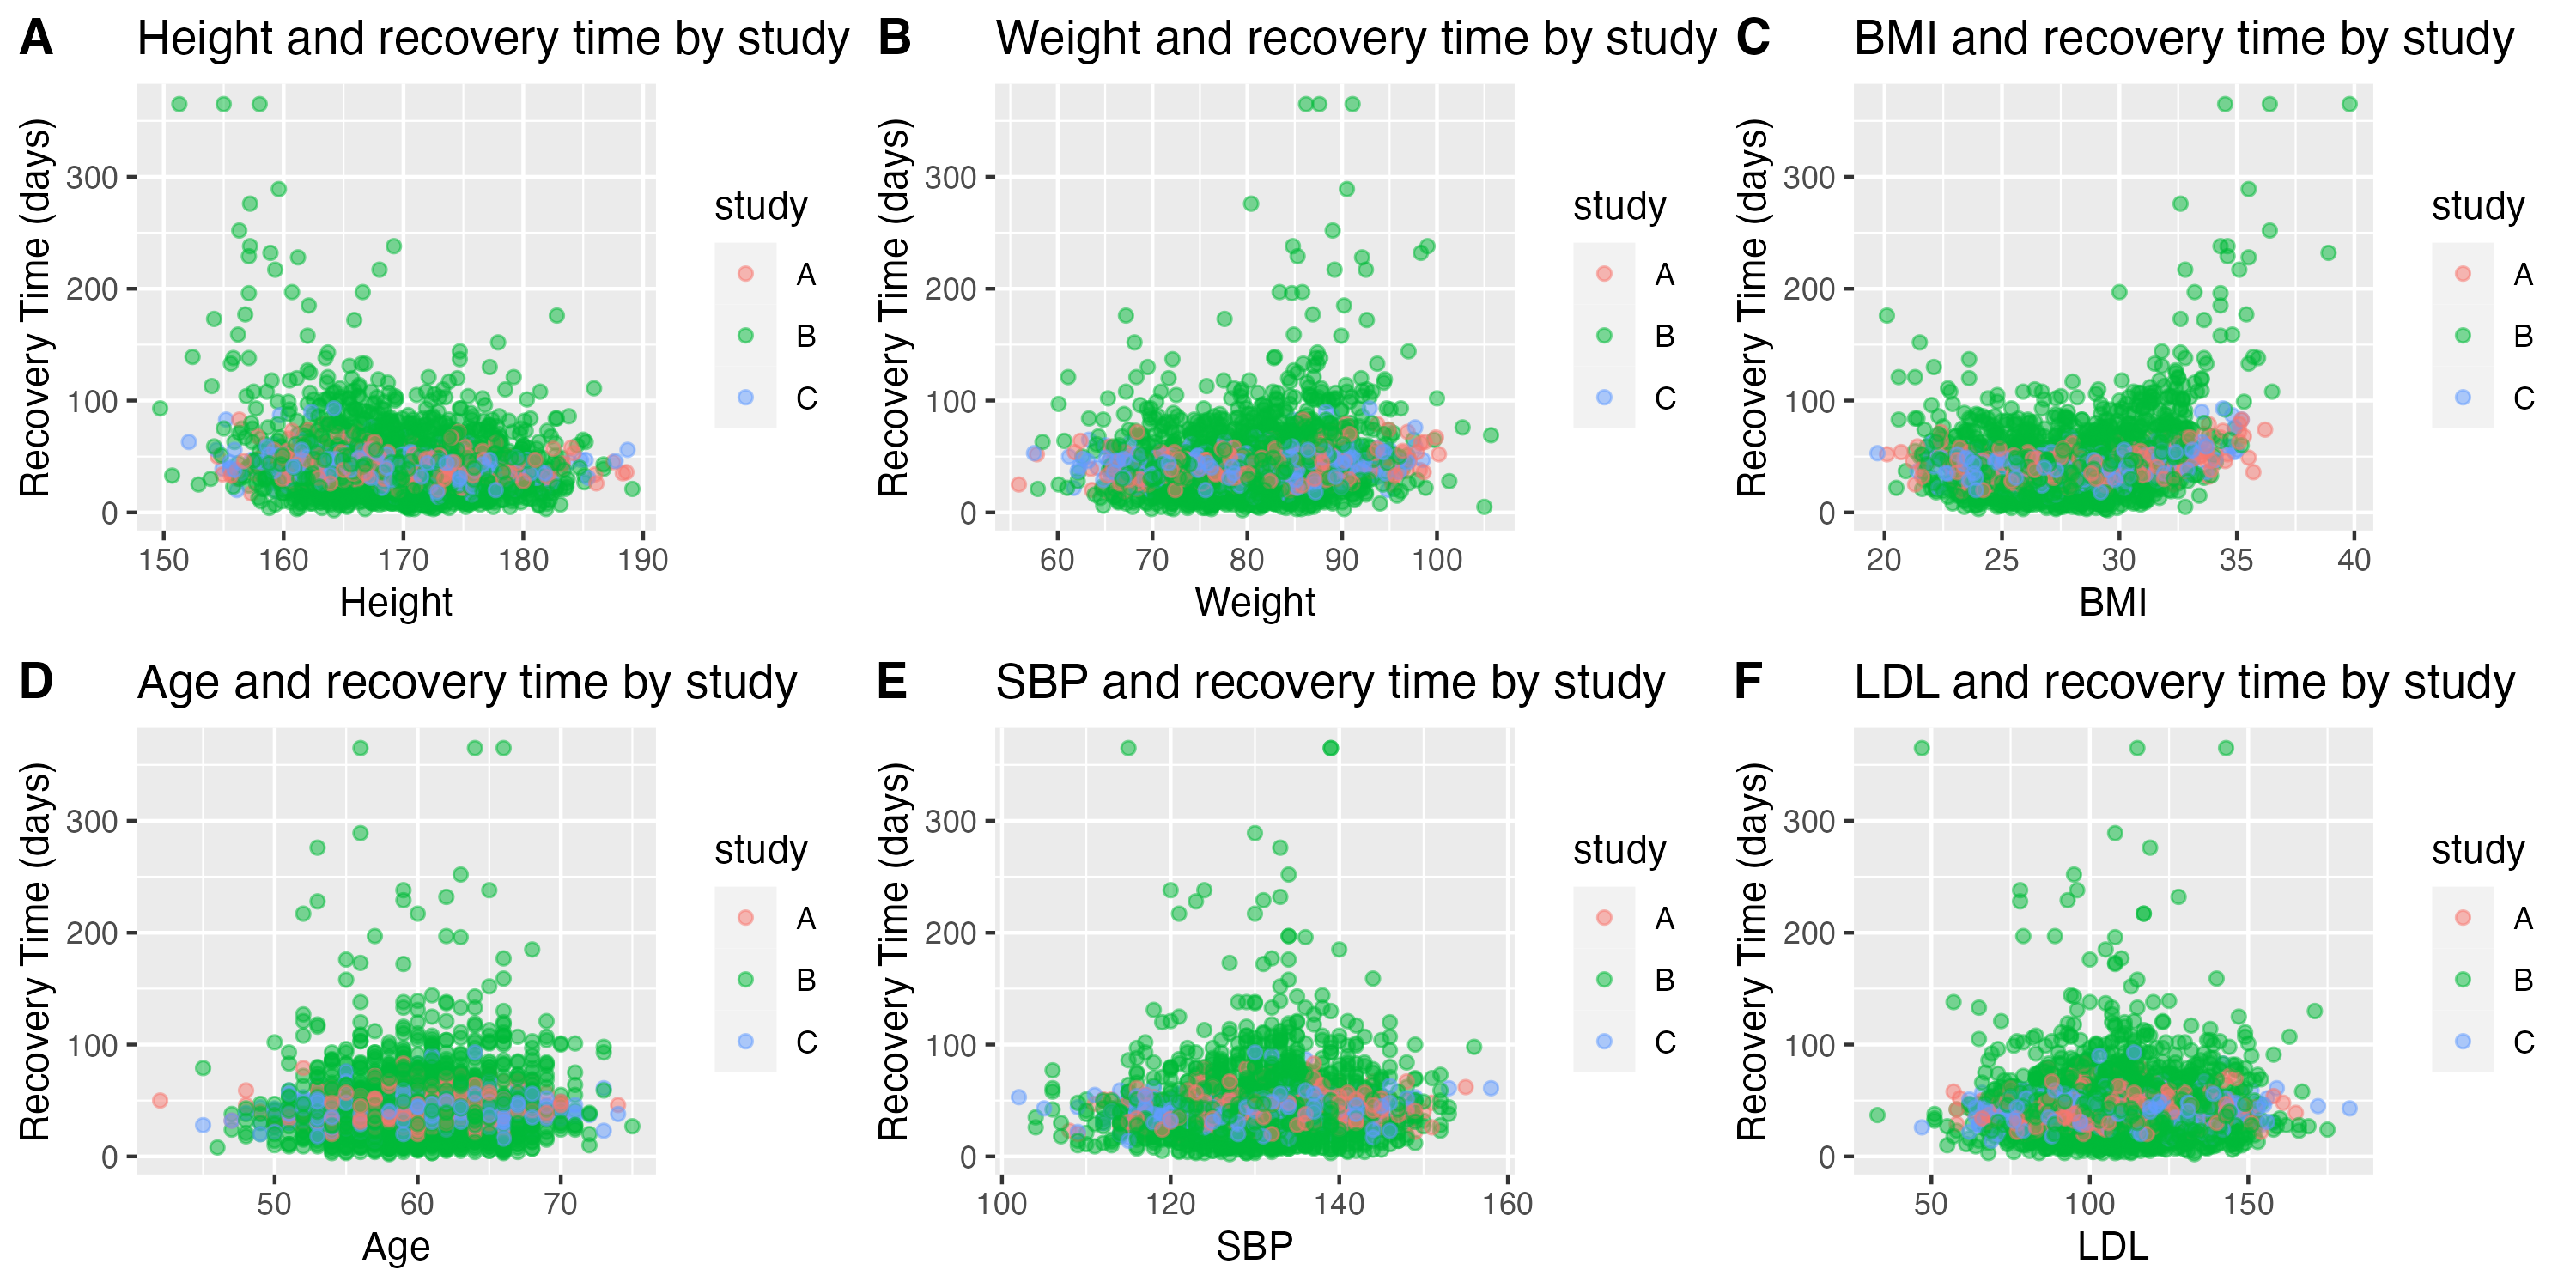 A Height and recovery time by study
Recovery Time (days)
300
200
100
0
150 160 170 180 190
Height
study
A
B
C
B Weight and recovery time by study
Recovery Time (days)
300
200
100
0
60 70 80 90 100
Weight
study
A
B
C
C BMI and recovery time by study
Recovery Time (days)
300
200
100
0
20 25 30 35 40
BMI
study
A
B
C
D Age and recovery time by study
Recovery Time (days)
300
200
100
0
50 60 70
Age
study
A
B
C
E SBP and recovery time by study
Recovery Time (days)
300
200
100
0
100 120 140 160
SBP
study
A
B
C
F LDL and recovery time by study
Recovery Time (days)
300
200
100
0
50 100 150
LDL
study
A
B
C